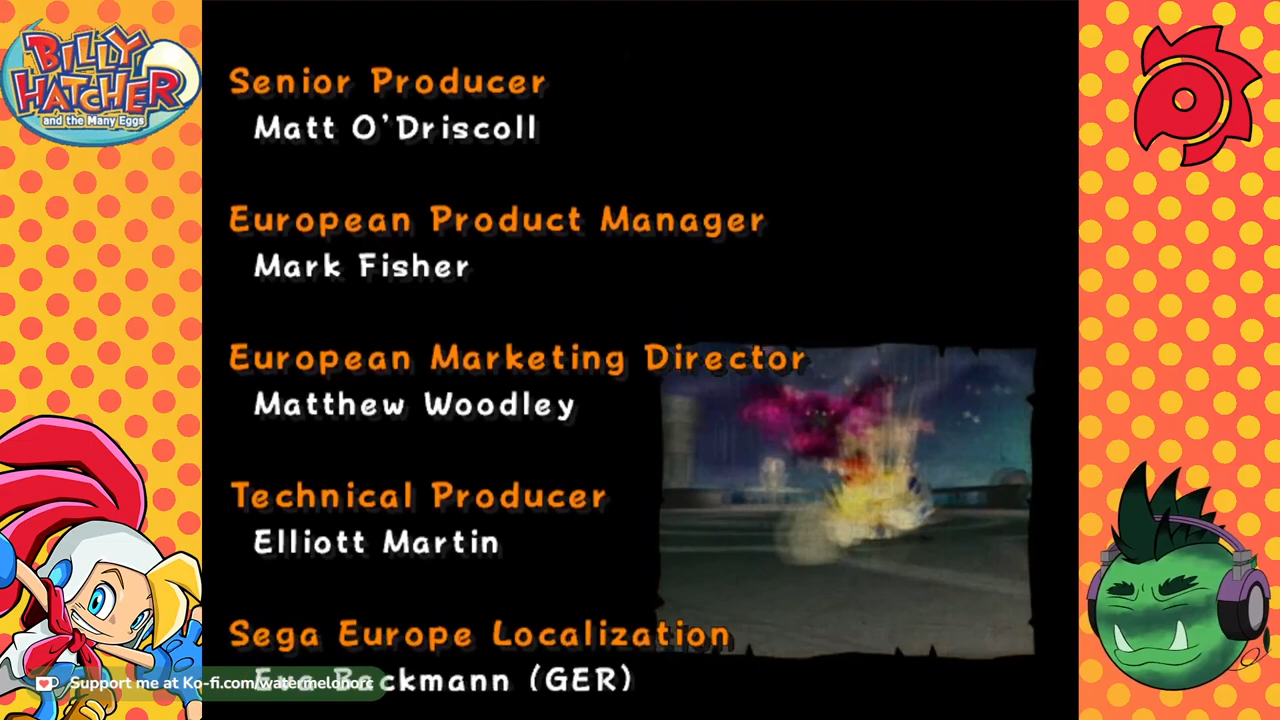 BILLY
HATCHER
and the Many Eggs
Senior Producer
Matt O'Driscoll
European Product Manager
Mark Fisher
European Marketing Director
Matthew Woodley
Technical Producer
Elliott Martin
Sega Europe Localization
(GER)
Support me at Ko-fi.com/watermelonorc